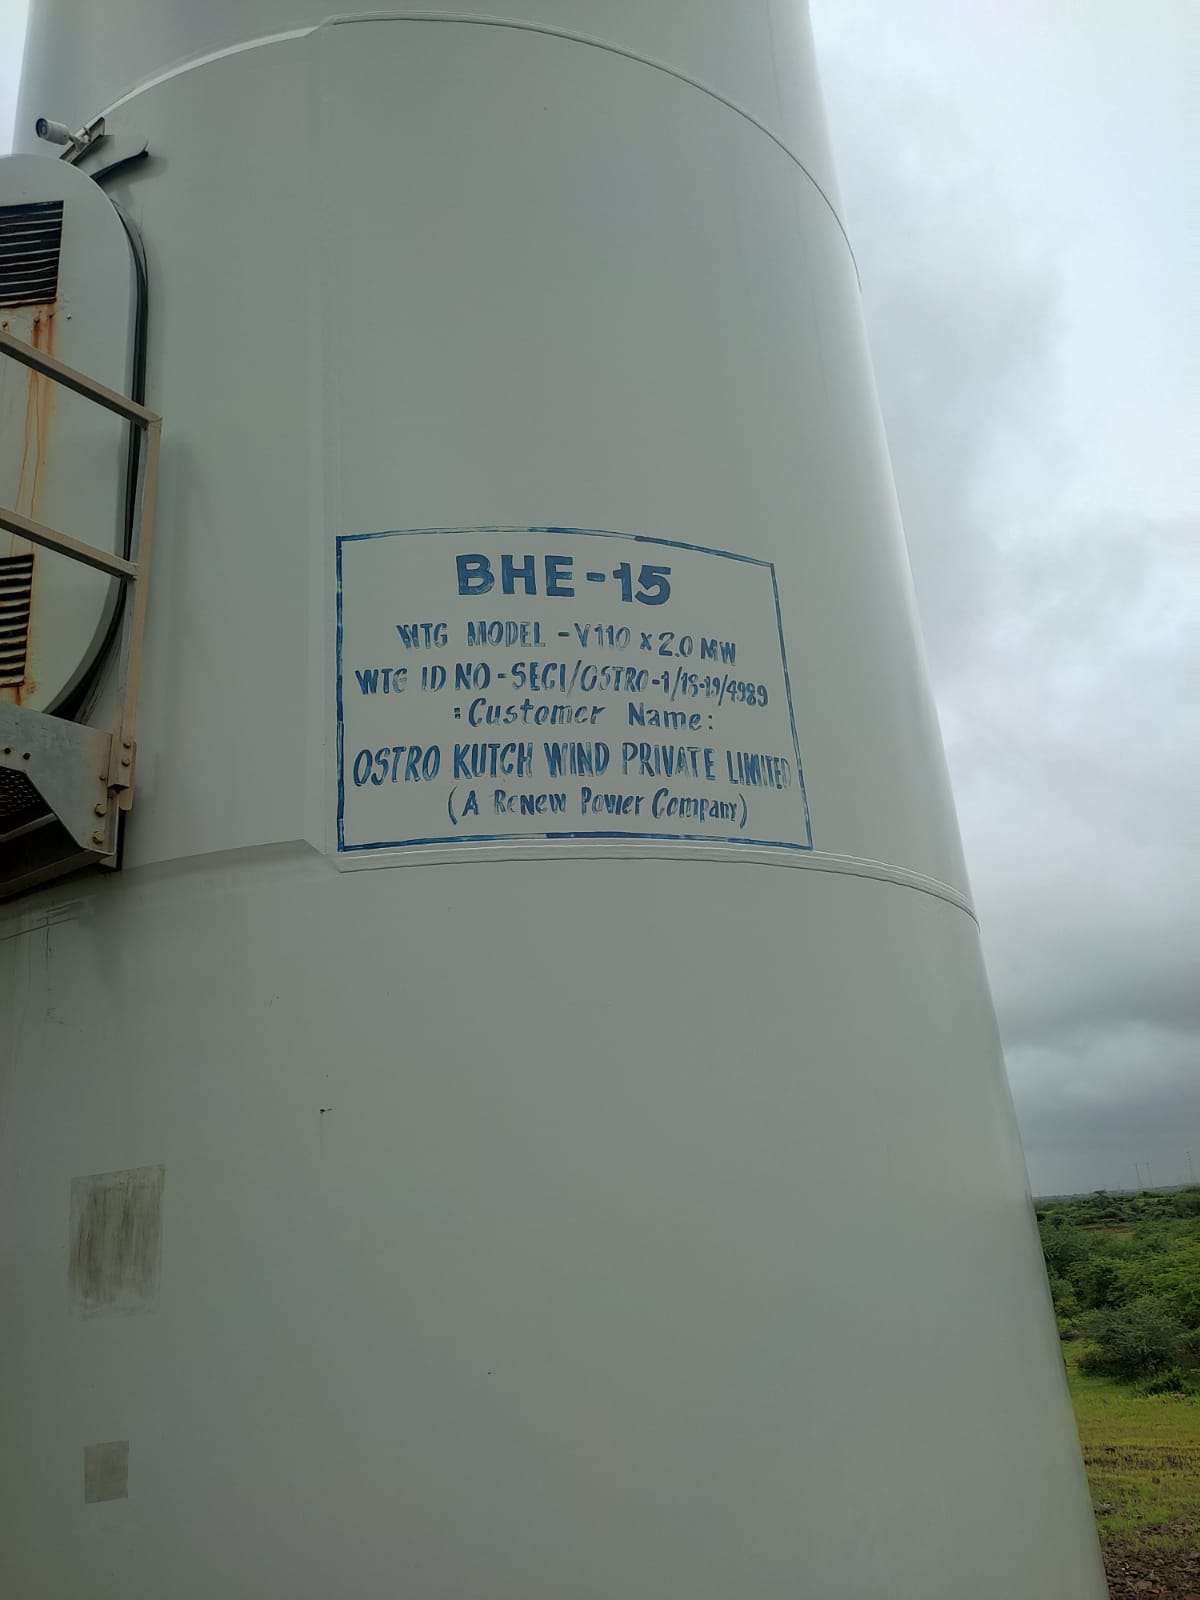 BHE-15
WTG MODEL - V110 x 2.0 MW
WTG ID NO - SECI/OSTRO-1/18-19/4989
: Customer Name:
OSTRO KUTCH WIND PRIVATE LIMITED
(A Renew Power Company)